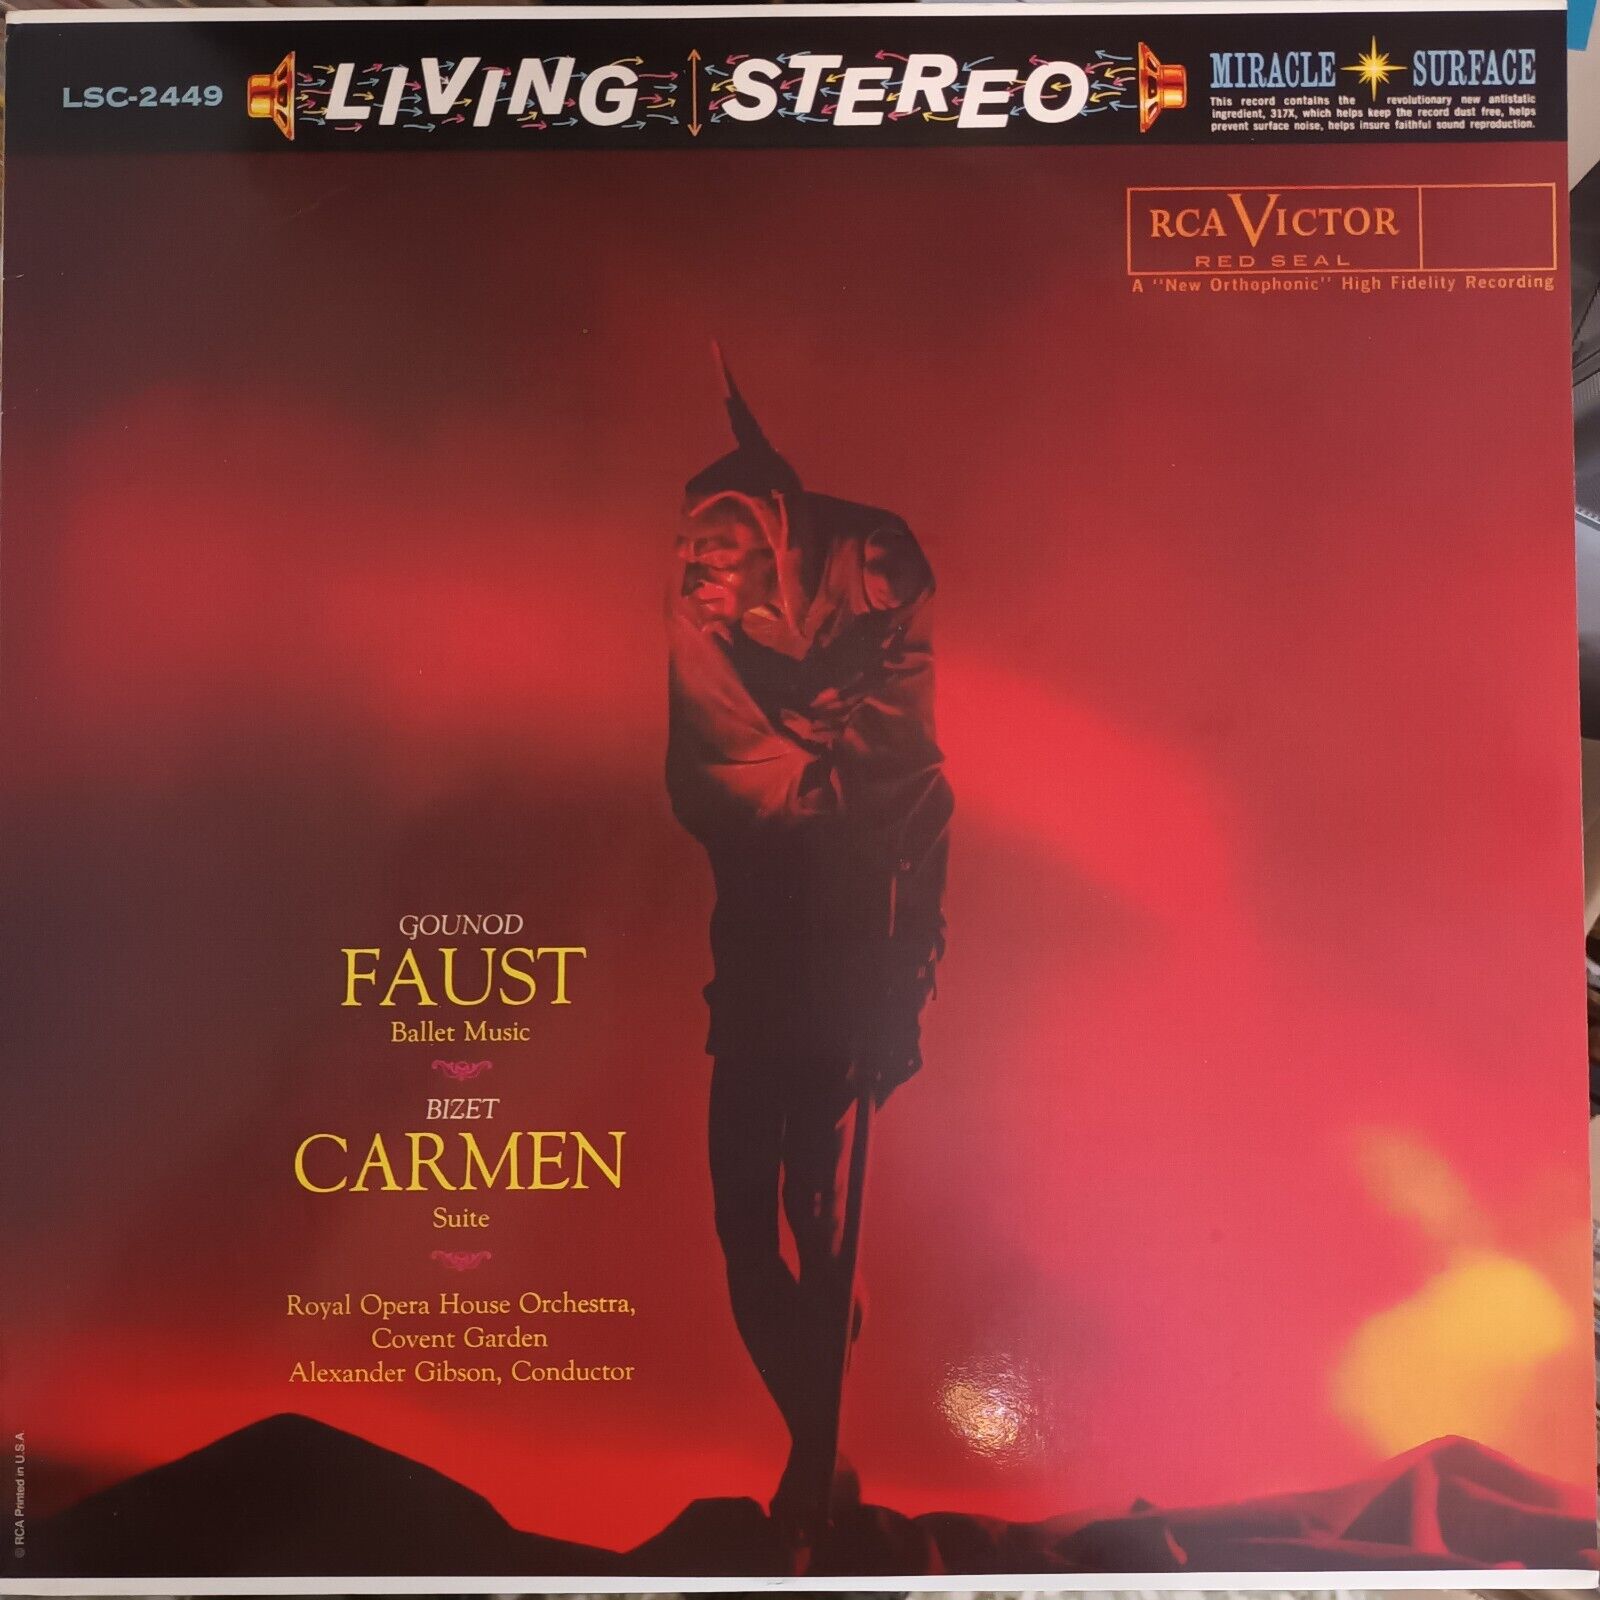 LSC-2449
LIVING STEREO
MIRACLE SURFACE
This record contains the revolutionary new antistatic
ingredient, 317X, which helps keep the record dust free, helps
prevent surface noise, helps insure faithful sound reproduction.
RCA VICTOR
RED SEAL
A "New Orthophonic" High Fidelity Recording
GOUNOD
FAUST
Ballet Music
BIZET
CARMEN
Suite
Royal Opera House Orchestra,
Covent Garden
Alexander Gibson, Conductor
© RCA Printed in U.S.A.